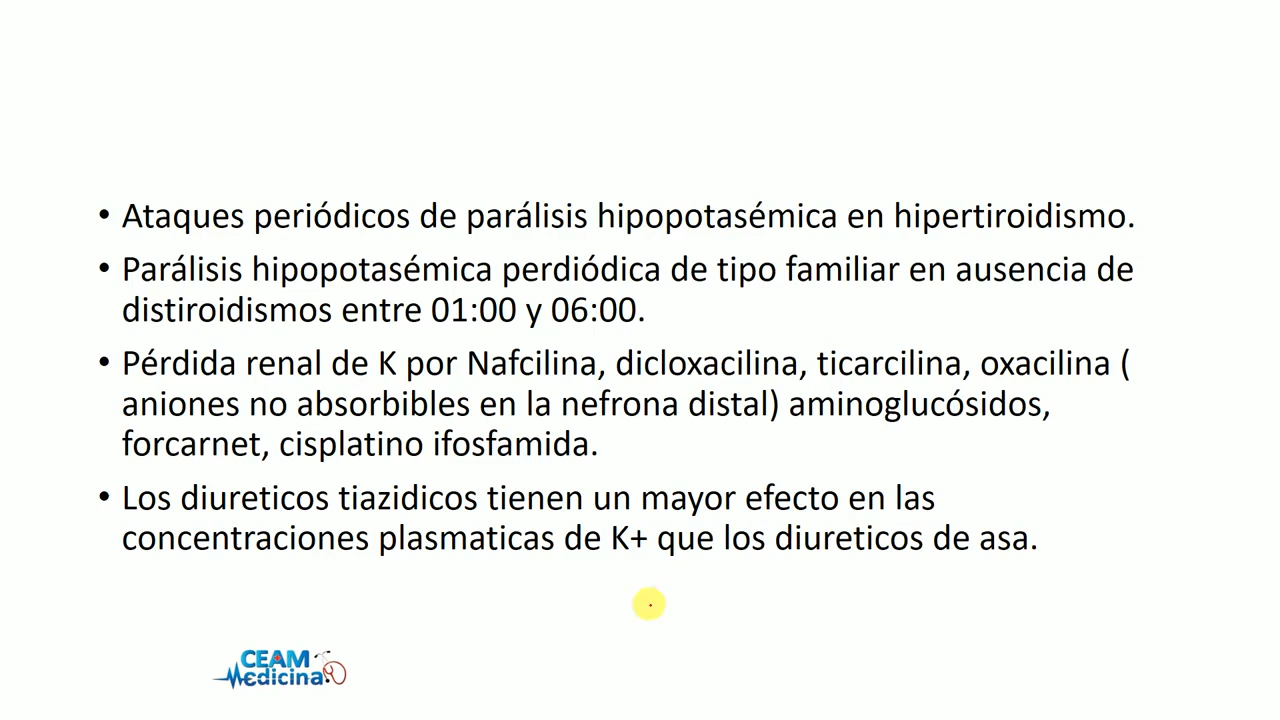 • Ataques periódicos de parálisis hipopotasémica en hipertiroidismo.
• Parálisis hipopotasémica perdiódica de tipo familiar en ausencia de
distiroidismos entre 01:00 y 06:00.
• Pérdida renal de K por Nafcilina, dicloxacilina, ticarcilina, oxacilina (
aniones no absorbibles en la nefrona distal) aminoglucósidos,
forcarnet, cisplatino ifosfamida.
• Los diureticos tiazidicos tienen un mayor efecto en las
concentraciones plasmaticas de K+ que los diureticos de asa.
CEAM
Medicina